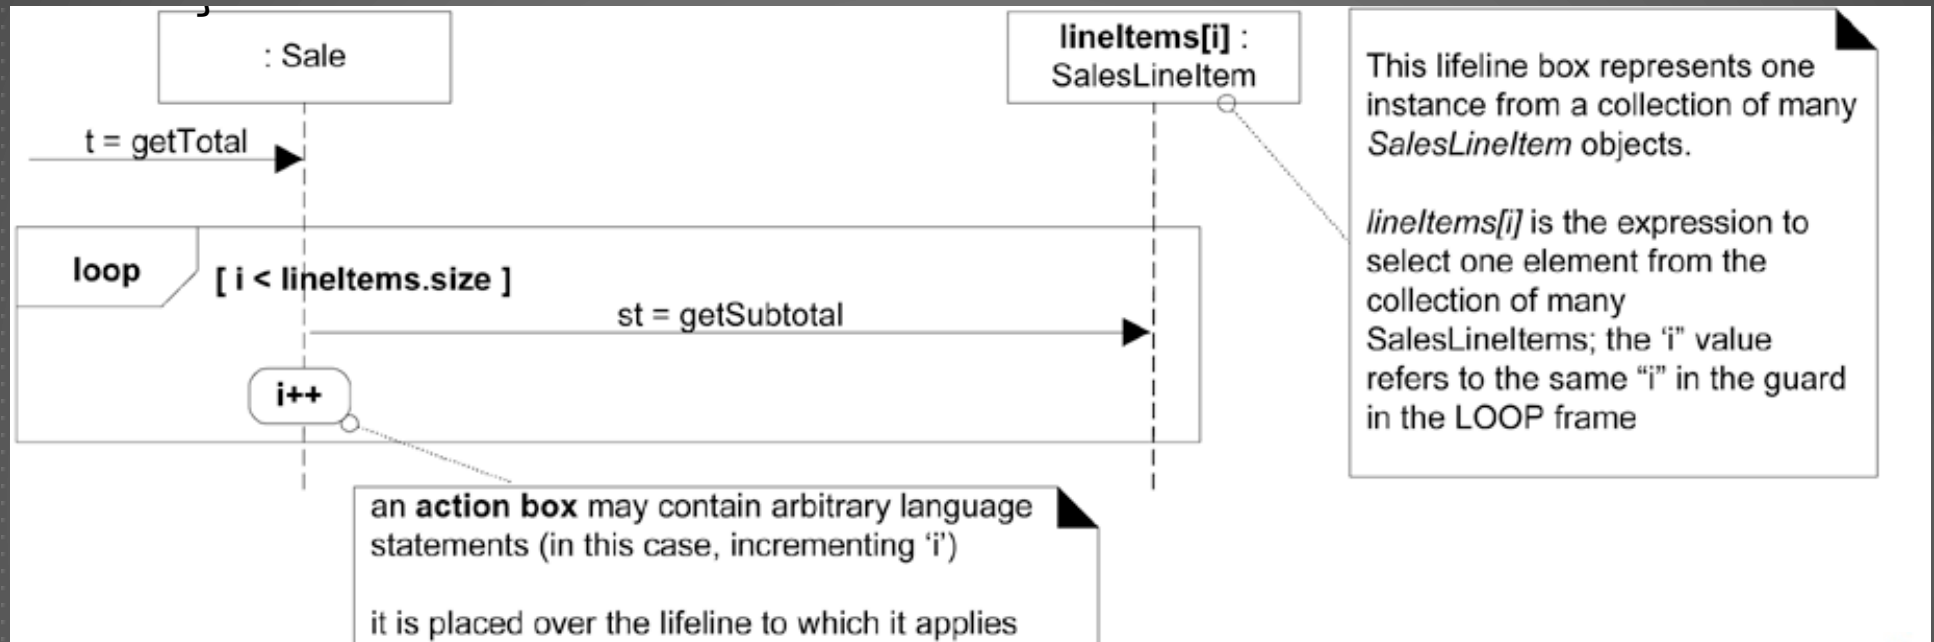 : Sale
lineItems[i] :
SalesLineItem
t = getTotal
loop
[ i < lineItems.size ]
st = getSubtotal
i++
This lifeline box represents one
instance from a collection of many
SalesLineItem objects.
lineItems[i] is the expression to
select one element from the
collection of many
SalesLineItems; the ‘i” value
refers to the same “i” in the guard
in the LOOP frame
an action box may contain arbitrary language
statements (in this case, incrementing ‘i’)
it is placed over the lifeline to which it applies